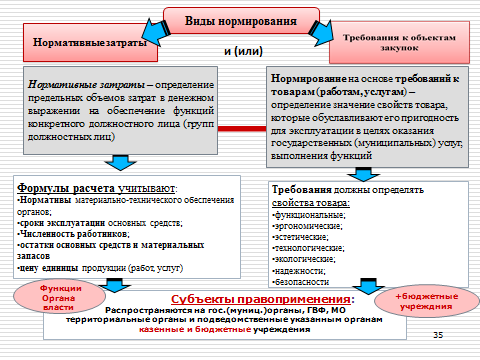 Виды нормирования
Нормативные затраты
и (или)
Требования к объектам
закупок
Нормативные затраты – определение
предельных объемов затрат в денежном
выражении на обеспечение функций
конкретного должностного лица (групп
должностных лиц)
Нормирование на основе требований к
товарам (работам, услугам) –
определение значение свойств товара,
которые обуславливают его пригодность
для эксплуатации в целях оказания
государственных (муниципальных) услуг,
выполнения функций
Формулы расчета учитывают:
•Нормативы материально-технического обеспечения
органов;
•сроки эксплуатации основных средств;
•Численность работников;
•остатки основных средств и материальных
запасов
•цену единицы продукции (работ, услуг)
Требования должны определять
свойства товара:
•функциональные;
•эргономические;
•эстетические;
•технологические;
•экологические;
•надежности;
•безопасности
Функции
Органа
власти
+бюджетные
учреждния
Субъекты правоприменения:
Распространяются на гос.(муниц.)органы, ГВФ, МО
территориальные органы и подведомственные указанным органам
казенные и бюджетные учреждения
35